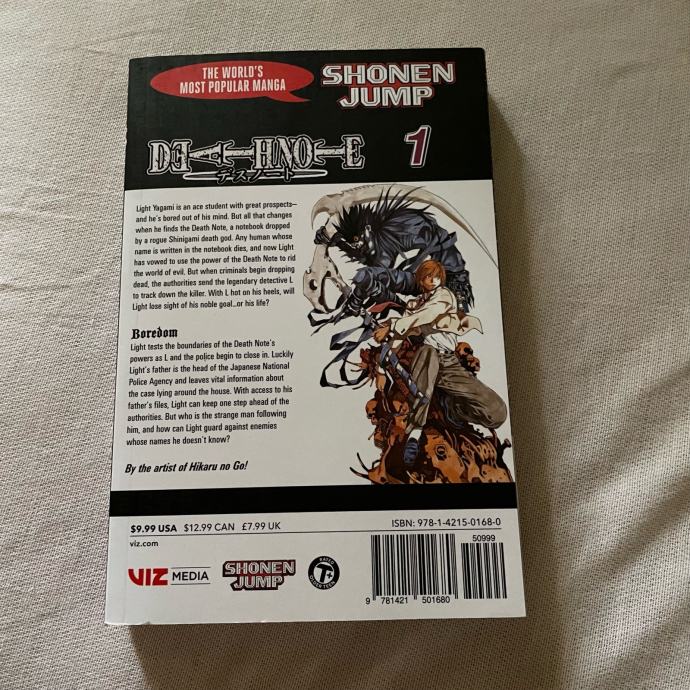 THE WORLD'S
MOST POPULAR MANGA
SHONEN
JUMP
DEATH NOTE
デスノート
1
Light Yagami is an ace student with great prospects—
and he's bored out of his mind. But all that changes
when he finds the Death Note, a notebook dropped
by a rogue Shinigami death god. Any human whose
name is written in the notebook dies, and now Light
has vowed to use the power of the Death Note to rid
the world of evil. But when criminals begin dropping
dead, the authorities send the legendary detective L
to track down the killer. With L hot on his heels, will
Light lose sight of his noble goal...or his life?
Boredom
Light tests the boundaries of the Death Note's
powers as L and the police begin to close in. Luckily
Light's father is the head of the Japanese National
Police Agency and leaves vital information about
the case lying around the house. With access to his
father's files, Light can keep one step ahead of the
authorities. But who is the strange man following
him, and how can Light guard against enemies
whose names he doesn't know?
By the artist of Hikaru no Go!
$9.99 USA $12.99 CAN £7.99 UK
ISBN: 978-1-4215-0168-0
viz.com
50999
VIZ MEDIA
SHONEN
JUMP
RATED
T+
OLDER TEEN
9 781421 501680